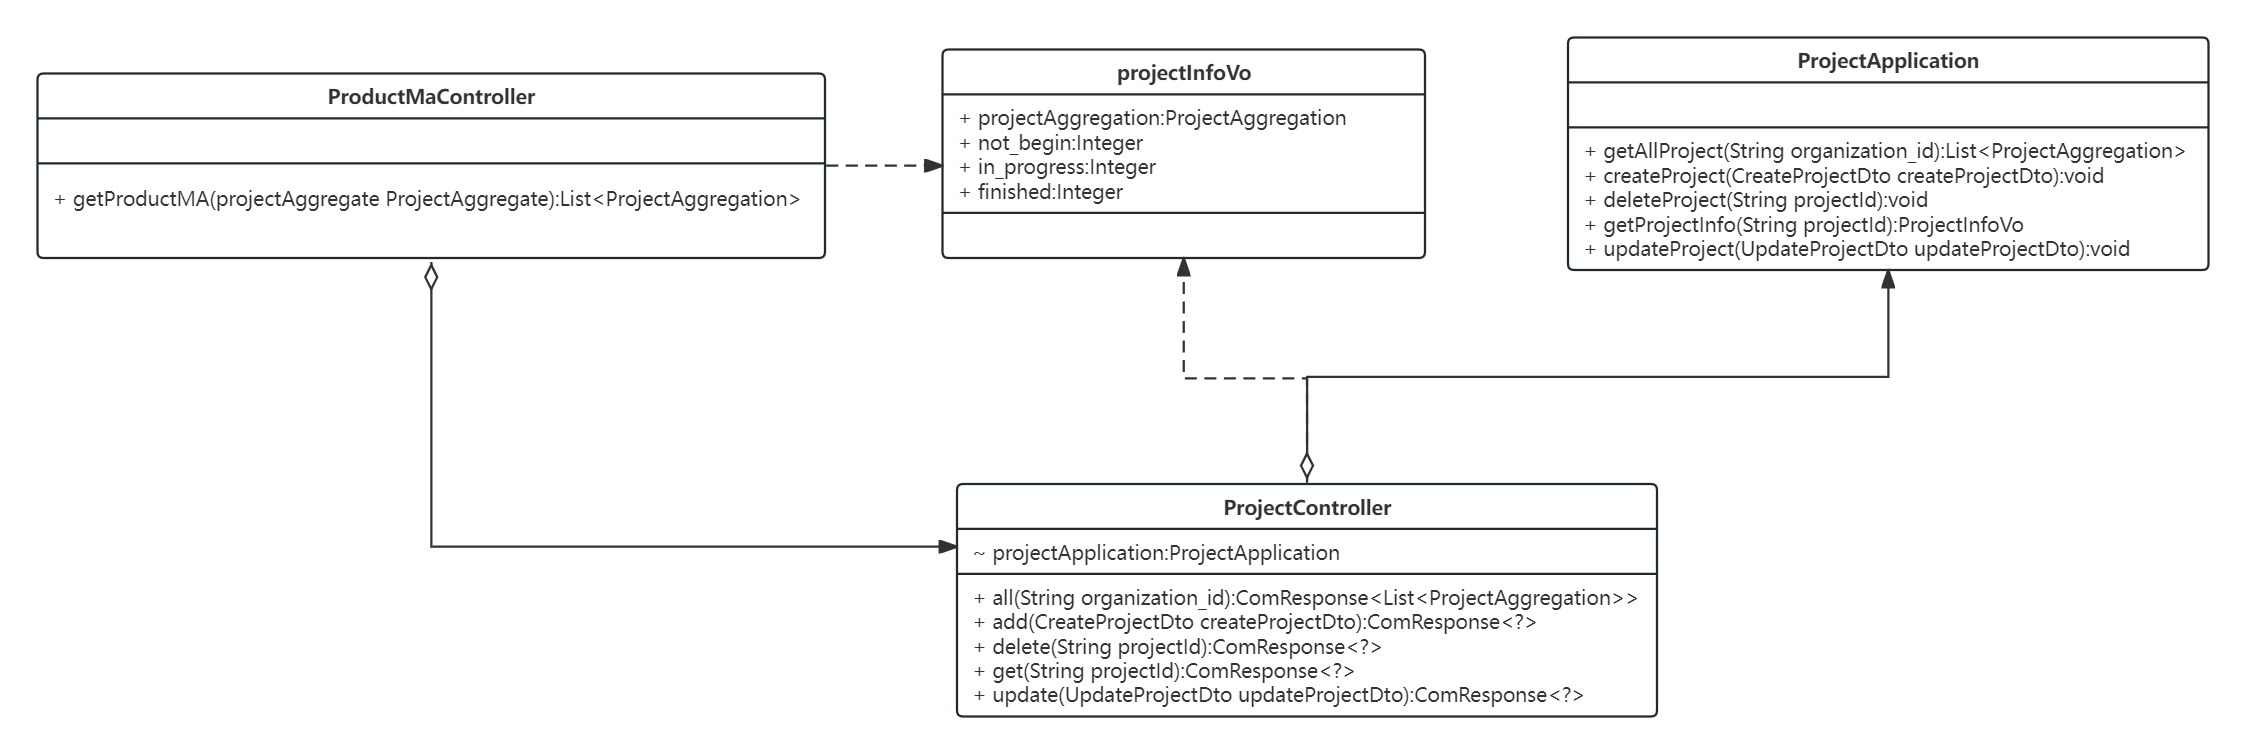 ProductMaController
+ getProductMA(projectAggregate ProjectAggregate):List<ProjectAggregation>
projectInfoVo
+ projectAggregation:ProjectAggregation
+ not_begin:Integer
+ in_progress:Integer
+ finished:Integer
ProjectApplication
+ getAllProject(String organization_id):List<ProjectAggregation>
+ createProject(CreateProjectDto createProjectDto):void
+ deleteProject(String projectId):void
+ getProjectInfo(String projectId):ProjectInfoVo
+ updateProject(UpdateProjectDto updateProjectDto):void
ProjectController
~ projectApplication:ProjectApplication
+ all(String organization_id):ComResponse<List<ProjectAggregation>>
+ add(CreateProjectDto createProjectDto):ComResponse<?>
+ delete(String projectId):ComResponse<?>
+ get(String projectId):ComResponse<?>
+ update(UpdateProjectDto updateProjectDto):ComResponse<?>